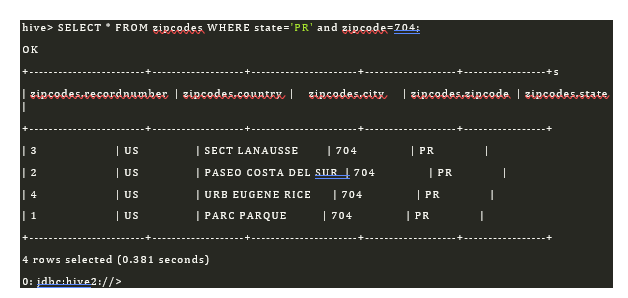 hive> SELECT * FROM zipcodes WHERE state='PR' and zipcode=704;
OK
+-----------------------+------------------+---------------------+-------------------+----------------+s
| zipcodes.recordnumber | zipcodes.country | zipcodes.city | zipcodes.zipcode | zipcodes.state
|
+-----------------------+------------------+---------------------+-------------------+----------------+
| 3 | US | SECT LANAUSSE | 704 | PR |
| 2 | US | PASEO COSTA DEL SUR | 704 | PR |
| 4 | US | URB EUGENE RICE | 704 | PR |
| 1 | US | PARC PARQUE | 704 | PR |
+-----------------------+------------------+---------------------+-------------------+----------------+
4 rows selected (0.381 seconds)
0: jdbc:hive2://>